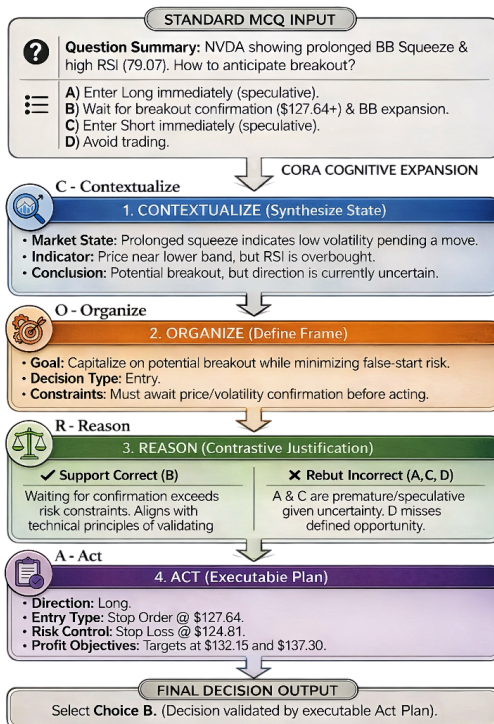 STANDARD MCQ INPUT
?
Question Summary: NVDA showing prolonged BB Squeeze &
high RSI (79.07). How to anticipate breakout?
A) Enter Long immediately (speculative).
B) Wait for breakout confirmation ($127.64+) & BB expansion.
C) Enter Short immediately (speculative).
D) Avoid trading.
CORA COGNITIVE EXPANSION
C - Contextualize
1. CONTEXTUALIZE (Synthesize State)
• Market State: Prolonged squeeze indicates low volatility pending a move.
• Indicator: Price near lower band, but RSI is overbought.
• Conclusion: Potential breakout, but direction is currently uncertain.
O - Organize
2. ORGANIZE (Define Frame)
• Goal: Capitalize on potential breakout while minimizing false-start risk.
• Decision Type: Entry.
• Constraints: Must await price/volatility confirmation before acting.
R - Reason
3. REASON (Contrastive Justification)
✓ Support Correct (B)
Waiting for confirmation exceeds
risk constraints. Aligns with
technical principles of validating
✗ Rebut Incorrect (A, C, D)
A & C are premature/speculative
given uncertainty. D misses
defined opportunity.
A - Act
4. ACT (Executable Plan)
• Direction: Long.
• Entry Type: Stop Order @ $127.64.
• Risk Control: Stop Loss @ $124.81.
• Profit Objectives: Targets at $132.15 and $137.30.
FINAL DECISION OUTPUT
Select Choice B. (Decision validated by executable Act Plan).